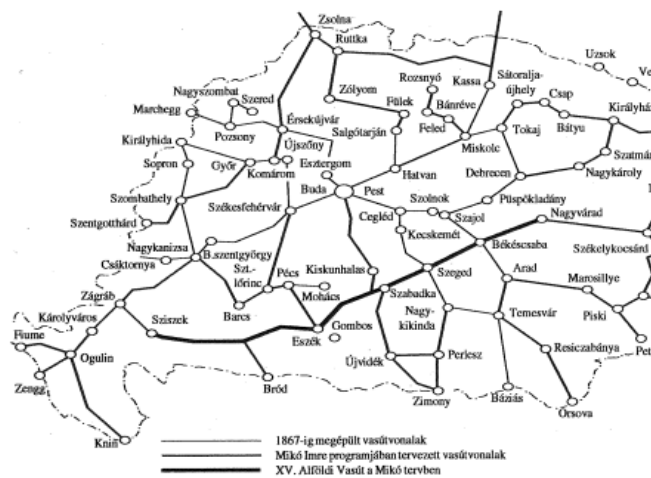 Zsolna
Ruttka
Uzsok
Rozsnyó
Kassa
Sátoralja-
újhely
Nagyszombat
Szered
Zólyom
Fülek
Bánréve
Csap
Marchegg
Érsekújvár
Királyház
Pozsony
Salgótarján
Feled
Tokaj
Bátyu
Újszőny
Miskolc
Királyhida
Esztergom
Szatmár
Sopron
Győr
Komárom
Hatvan
Debrecen
Nagykároly
Buda
Pest
Szombathely
Szolnok
Püspökladány
Székesfehérvár
Szentgotthárd
Cegléd
Szajol
Nagyvárad
Kecskemét
Nagykanizsa
Békéscsaba
Székelykocsárd
B.szentgyörgy
Csáktornya
Szt.-
lőrinc
Pécs
Kiskunhalas
Szeged
Arad
Marosillye
Zágráb
Mohács
Szabadka
Károlyváros
Barcs
Nagy-
kikinda
Temesvár
Piski
Sziszek
Gombos
Fiume
Eszék
Pet
Ogulin
Újvidék
Perlesz
Resiczabánya
Zengg
Bród
Zimony
Báziás
Orsova
Knin
1867-ig megépült vasútvonalak
Mikó Imre programjában tervezett vasútvonalak
XV. Alföldi Vasút a Mikó tervben